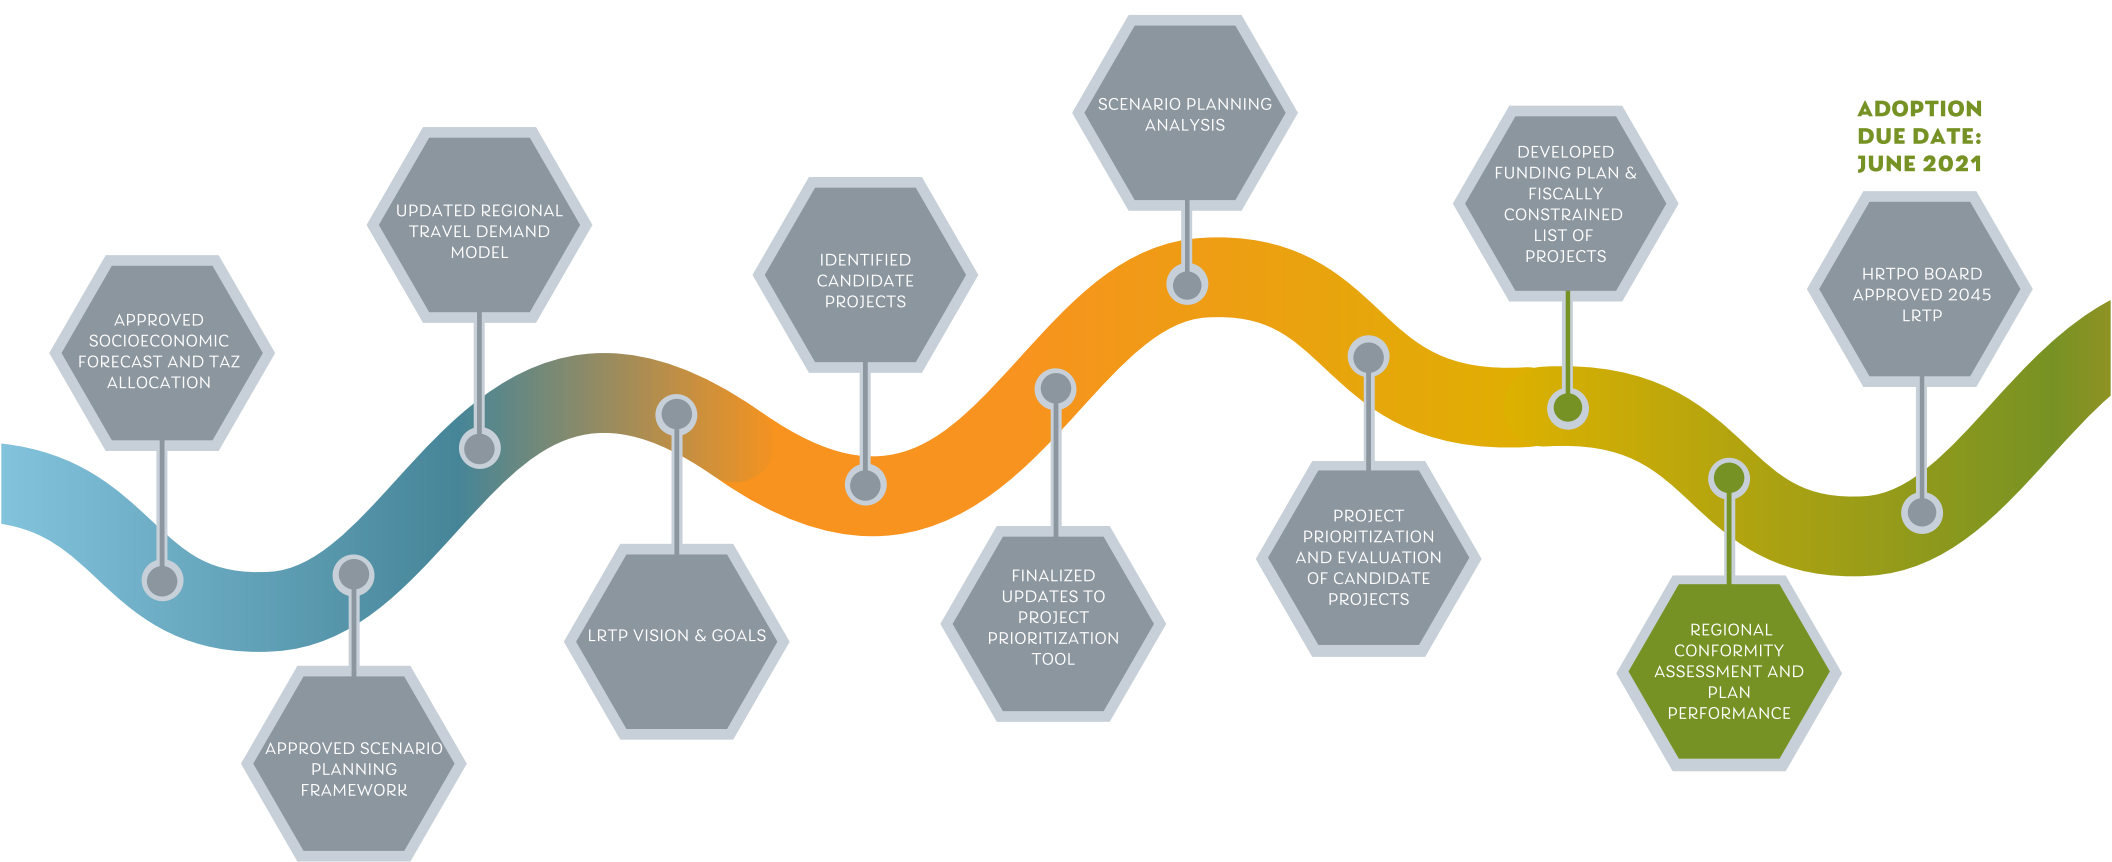 APPROVED
SOCIOECONOMIC
FORECAST AND TAZ
ALLOCATION
APPROVED SCENARIO
PLANNING
FRAMEWORK
UPDATED REGIONAL
TRAVEL DEMAND
MODEL
LRTP VISION & GOALS
IDENTIFIED
CANDIDATE
PROJECTS
FINALIZED
UPDATES TO
PROJECT
PRIORITIZATION
TOOL
SCENARIO PLANNING
ANALYSIS
PROJECT
PRIORITIZATION
AND EVALUATION
OF CANDIDATE
PROJECTS
DEVELOPED
FUNDING PLAN &
FISCALLY
CONSTRAINED
LIST OF
PROJECTS
REGIONAL
CONFORMITY
ASSESSMENT AND
PLAN
PERFORMANCE
ADOPTION
DUE DATE:
JUNE 2021
HRTPO BOARD
APPROVED 2045
LRTP